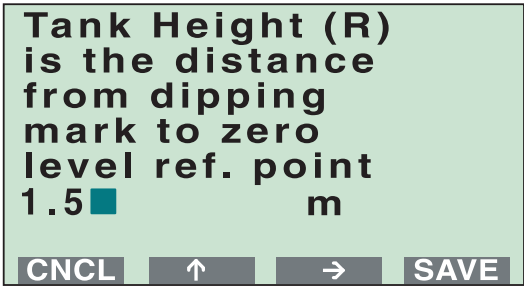 Tank Height (R)
is the distance
from dipping
mark to zero
level ref. point
1.5 m
CNCL ↑ → SAVE